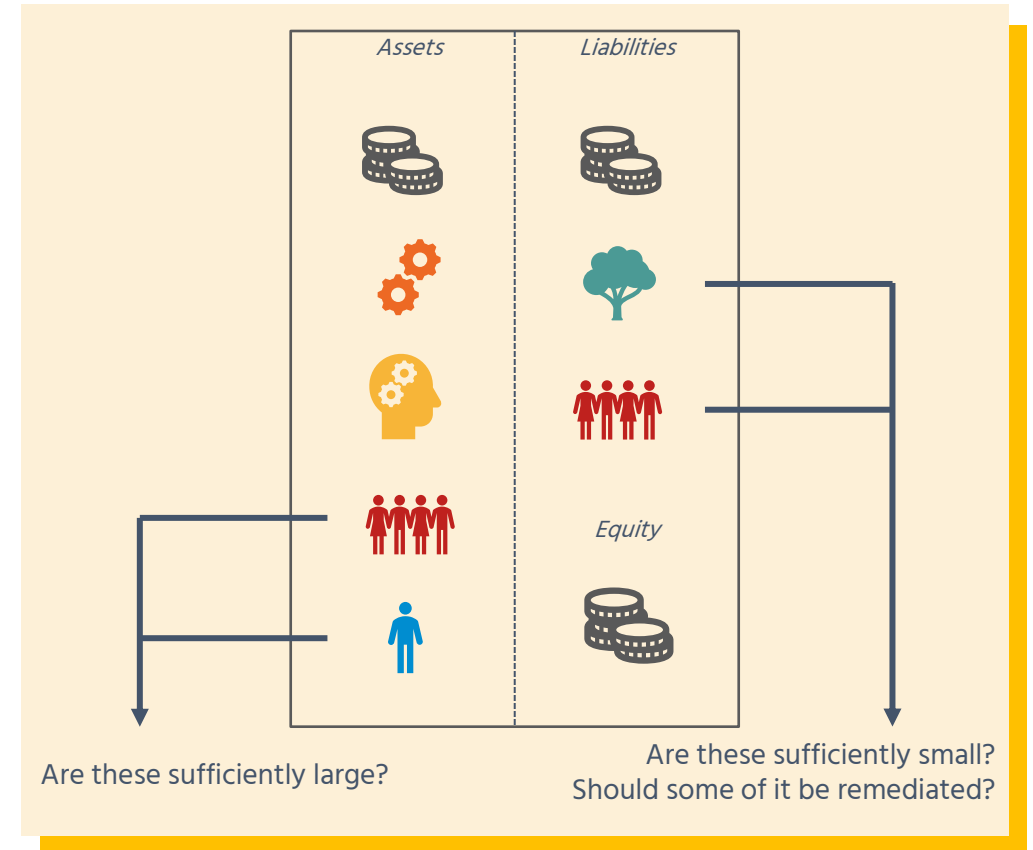 Assets
Liabilities
Equity
Are these sufficiently large?
Are these sufficiently small?
Should some of it be remediated?